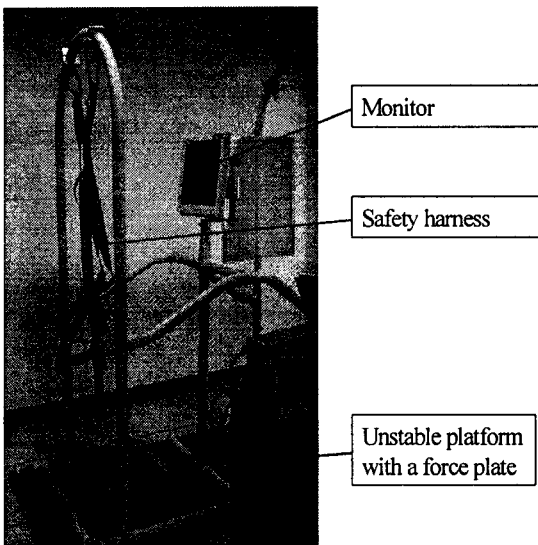 Monitor
Safety harness
Unstable platform
with a force plate